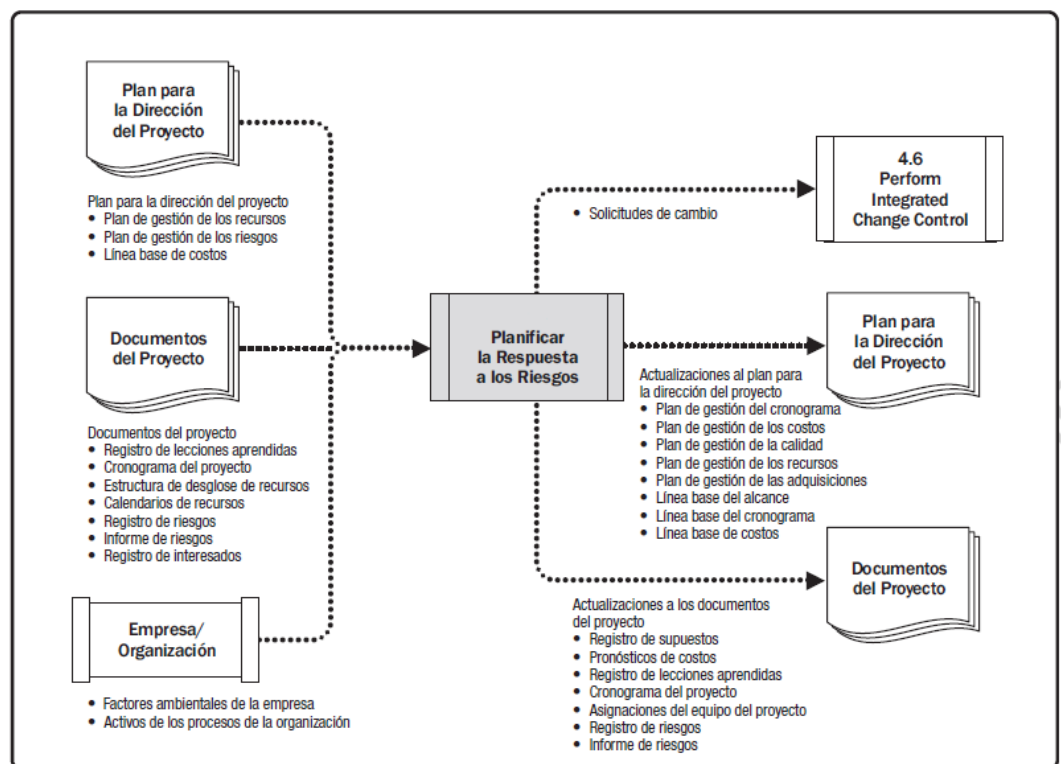 Plan para
la Dirección
del Proyecto
Plan para la dirección del proyecto
• Plan de gestión de los recursos
• Plan de gestión de los riesgos
• Línea base de costos
Documentos
del Proyecto
Documentos del proyecto
• Registro de lecciones aprendidas
• Cronograma del proyecto
• Estructura de desglose de recursos
• Calendarios de recursos
• Registro de riesgos
• Informe de riesgos
• Registro de interesados
Empresa/
Organización
• Factores ambientales de la empresa
• Activos de los procesos de la organización
Planificar
la Respuesta
a los Riesgos
• Solicitudes de cambio
4.6
Perform
Integrated
Change Control
Plan para
la Dirección
del Proyecto
Actualizaciones al plan para
la dirección del proyecto
• Plan de gestión del cronograma
• Plan de gestión de los costos
• Plan de gestión de la calidad
• Plan de gestión de los recursos
• Plan de gestión de las adquisiciones
• Línea base del alcance
• Línea base del cronograma
• Línea base de costos
Documentos
del Proyecto
Actualizaciones a los documentos
del proyecto
• Registro de supuestos
• Pronósticos de costos
• Registro de lecciones aprendidas
• Cronograma del proyecto
• Asignaciones del equipo del proyecto
• Registro de riesgos
• Informe de riesgos